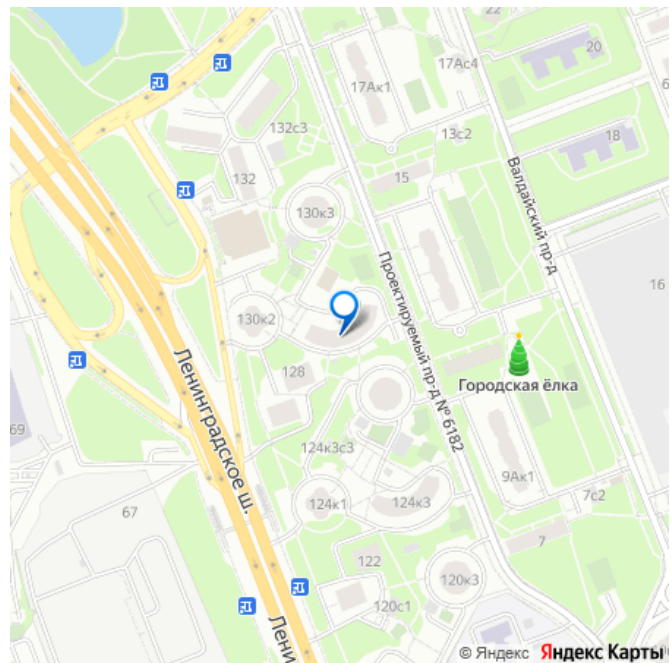 22
20
17Ак1
17Ас4
6
132с3
13с2
18
132
15
Валдайский пр-д
130к3
Проектируемый пр-д № 6182
16
130к2
Ленинградское ш.
128
Городская ёлка
69
124к3с3
9Ак1
67
124к1
124к3
7с2
7
122
120к3
120с1
Лени
© Яндекс Яндекс Карты